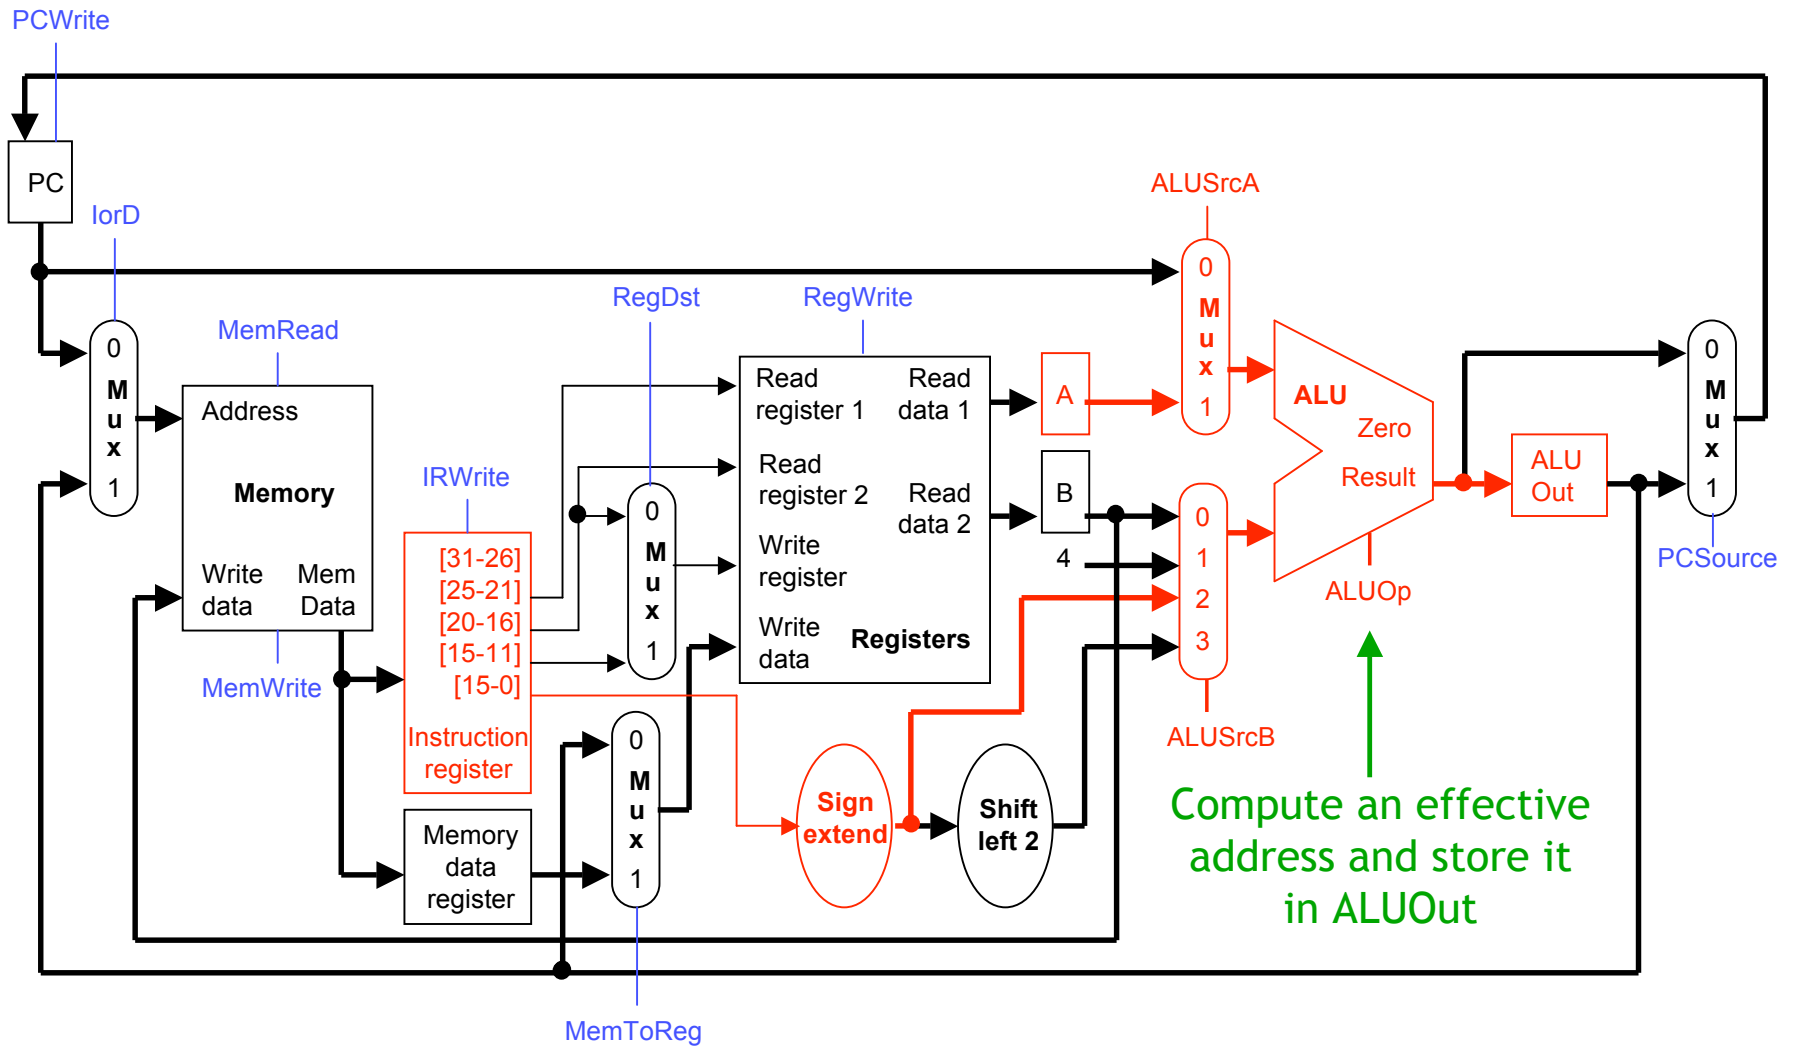 PCWrite
PC
IorD
0
M
u
x
1
MemRead
Address
Memory
Write
data
Mem
Data
MemWrite
IRWrite
[31-26]
[25-21]
[20-16]
[15-11]
[15-0]
Instruction
register
Memory
data
register
RegDst
0
M
u
x
1
0
M
u
x
1
MemToReg
RegWrite
Read
register 1
Read
data 1
Read
register 2
Read
data 2
Write
register
Write
data
Registers
A
B
4
Sign
extend
Shift
left 2
ALUSrcA
0
M
u
x
1
0
1
2
3
ALUSrcB
ALU
Zero
Result
ALUOp
ALU
Out
0
M
u
x
1
PCSource
Compute an effective
address and store it
in ALUOut